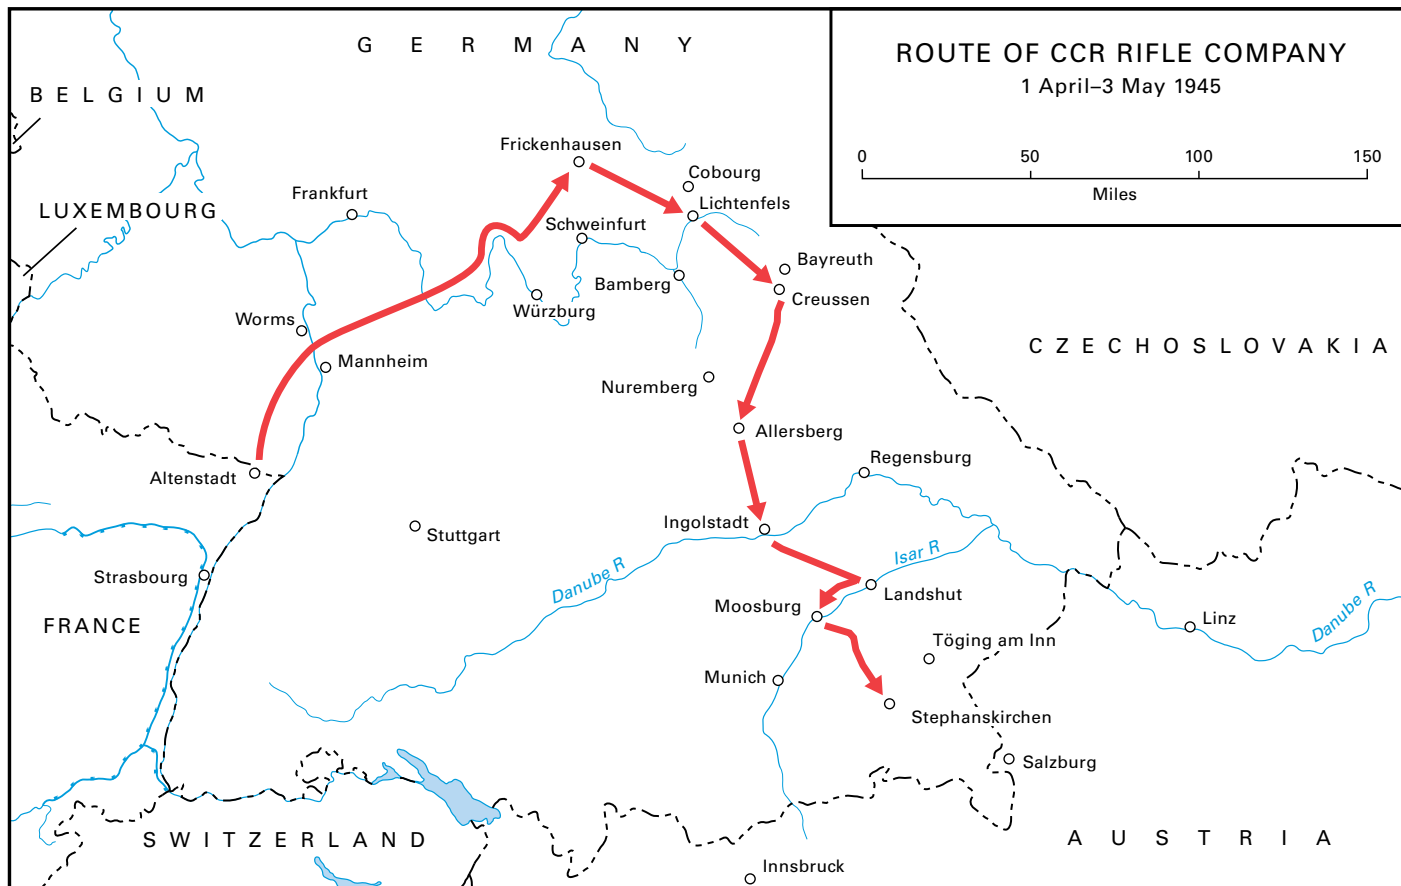 G E R M A N Y
ROUTE OF CCR RIFLE COMPANY
1 April–3 May 1945
0 50 100 150
Miles
B E L G I U M
Frickenhausen
Cobourg
Frankfurt
Lichtenfels
LUXEMBOURG
Schweinfurt
Bayreuth
Bamberg
Creussen
Würzburg
Worms
C Z E C H O S L O V A K I A
Mannheim
Nuremberg
Allersberg
Regensburg
Altenstadt
Ingolstadt
Stuttgart
Isar R
Strasbourg
Danube R
Landshut
Moosburg
Linz
Danube R
FRANCE
Töging am Inn
Munich
Stephanskirchen
Salzburg
S W I T Z E R L A N D
A U S T R I A
Innsbruck